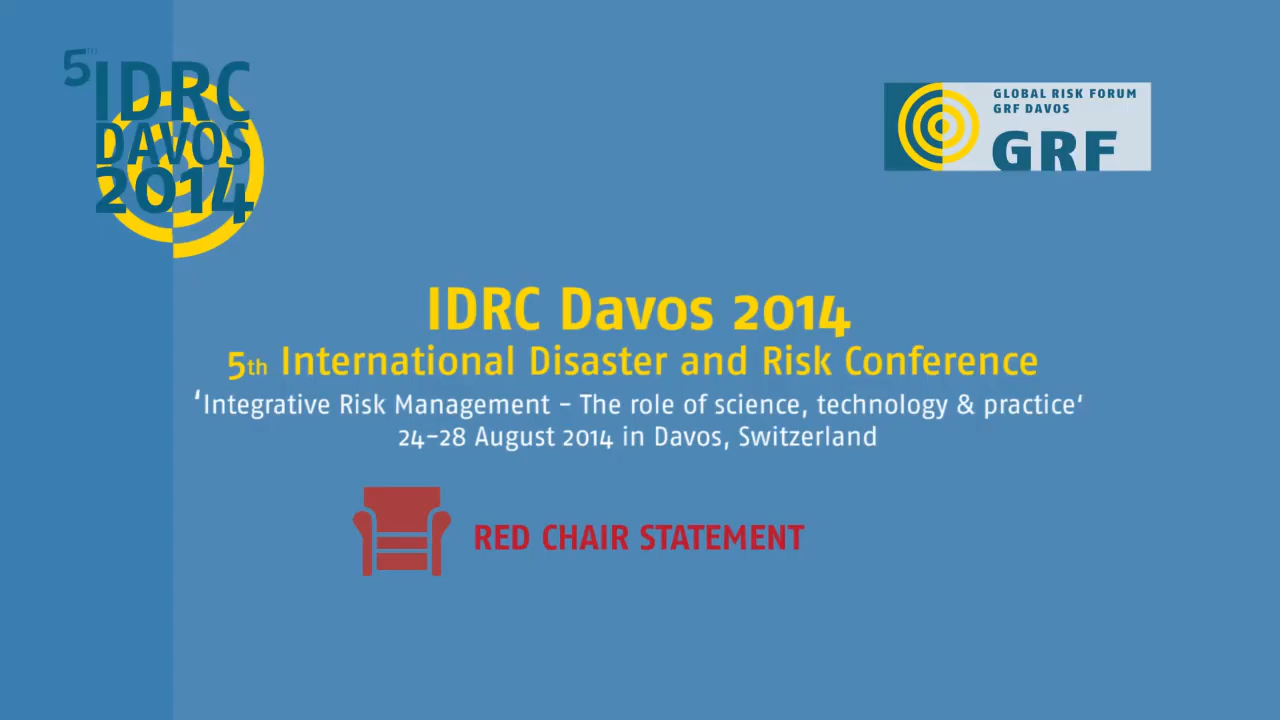 5TH IDRC
DAVOS
2014
GLOBAL RISK FORUM
GRF DAVOS
GRF
IDRC Davos 2014
5th International Disaster and Risk Conference
‘Integrative Risk Management – The role of science, technology & practice‘
24–28 August 2014 in Davos, Switzerland
RED CHAIR STATEMENT